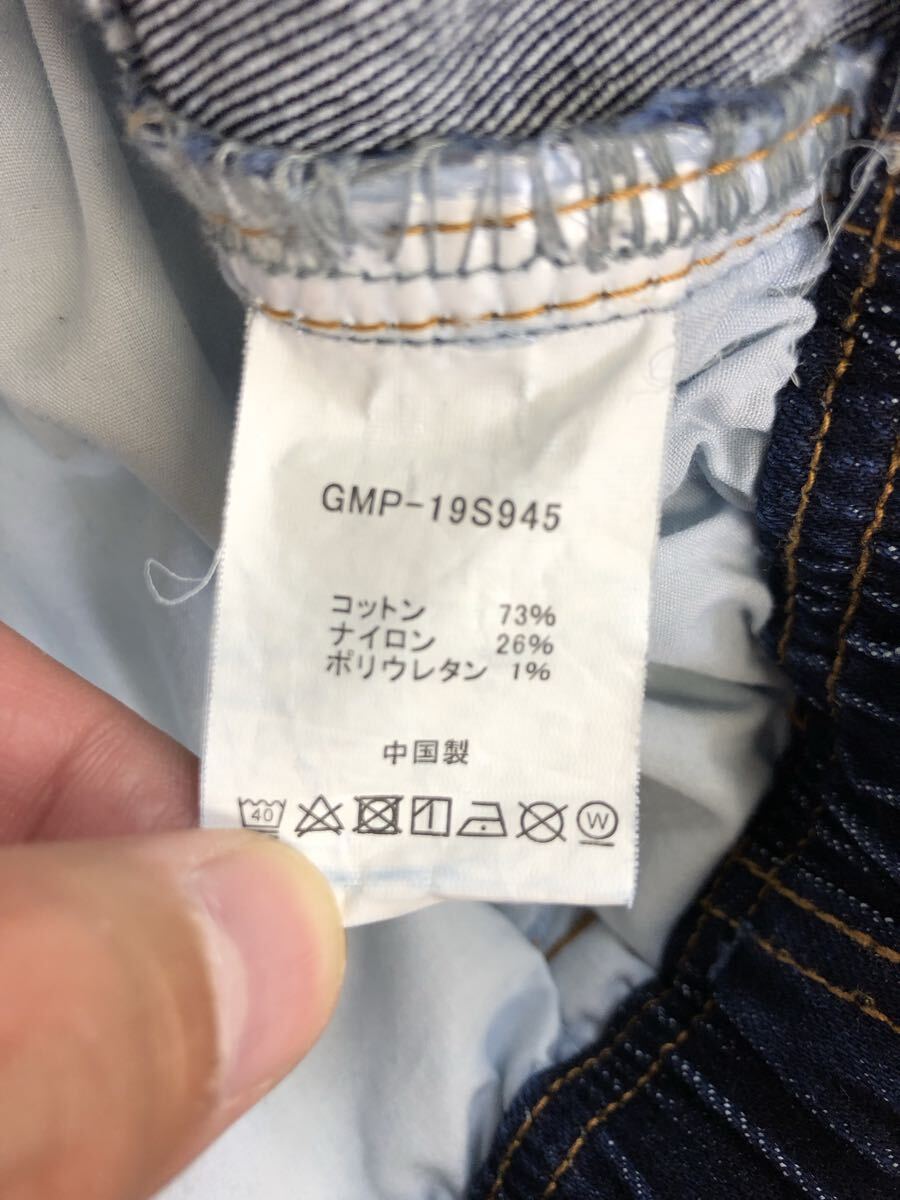 GMP-19S945
コットン 73%
ナイロン 26%
ポリウレタン 1%
中国製
40 W